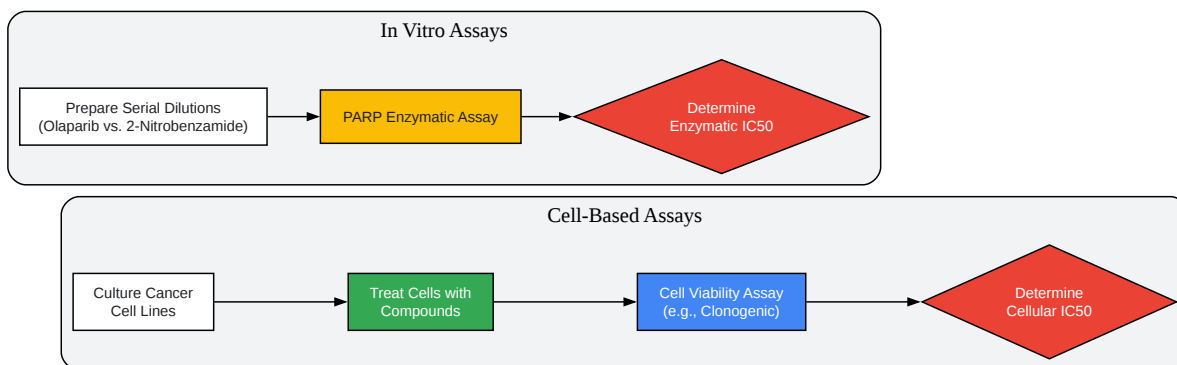 In Vitro Assays
Prepare Serial Dilutions
(Olaparib vs. 2-Nitrobenzamide)
PARP Enzymatic Assay
Determine
Enzymatic IC50
Cell-Based Assays
Culture Cancer
Cell Lines
Treat Cells with
Compounds
Cell Viability Assay
(e.g., Clonogenic)
Determine
Cellular IC50